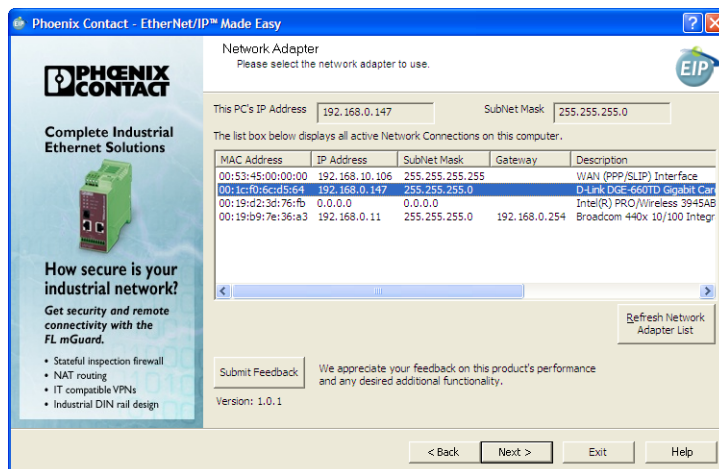 Phoenix Contact - EtherNet/IP™ Made Easy
Network Adapter
Please select the network adapter to use.
EIP
PHŒNIX
CONTACT
Complete Industrial
Ethernet Solutions
How secure is your
industrial network?
Get security and remote
connectivity with the
FL mGuard.
• Stateful inspection firewall
• NAT routing
• IT compatible VPNs
• Industrial DIN rail design
This PC's IP Address 192.168.0.147 SubNet Mask 255.255.255.0
The list box below displays all active Network Connections on this computer.
MAC Address IP Address SubNet Mask Gateway Description
00:53:45:00:00:00 192.168.10.106 255.255.255.255 WAN (PPP/SLIP) Interface
00:1c:f0:6c:d5:64 192.168.0.147 255.255.255.0 D-Link DGE-660TD Gigabit Car
00:19:d2:3d:76:fb 0.0.0.0 0.0.0.0 Intel(R) PRO/Wireless 3945AB
00:19:b9:7e:36:a3 192.168.0.11 255.255.255.0 192.168.0.254 Broadcom 440x 10/100 Integr
Refresh Network
Adapter List
Submit Feedback
We appreciate your feedback on this product's performance
and any desired additional functionality.
Version: 1.0.1
< Back Next > Exit Help